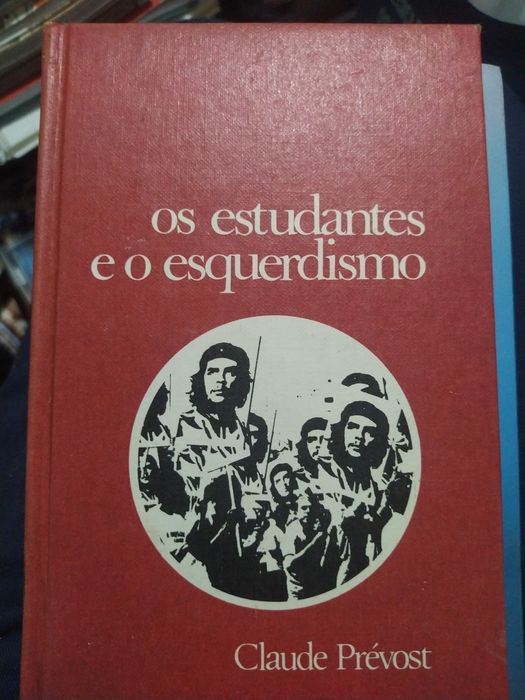 os estudantes
e o esquerdismo
Claude Prévost